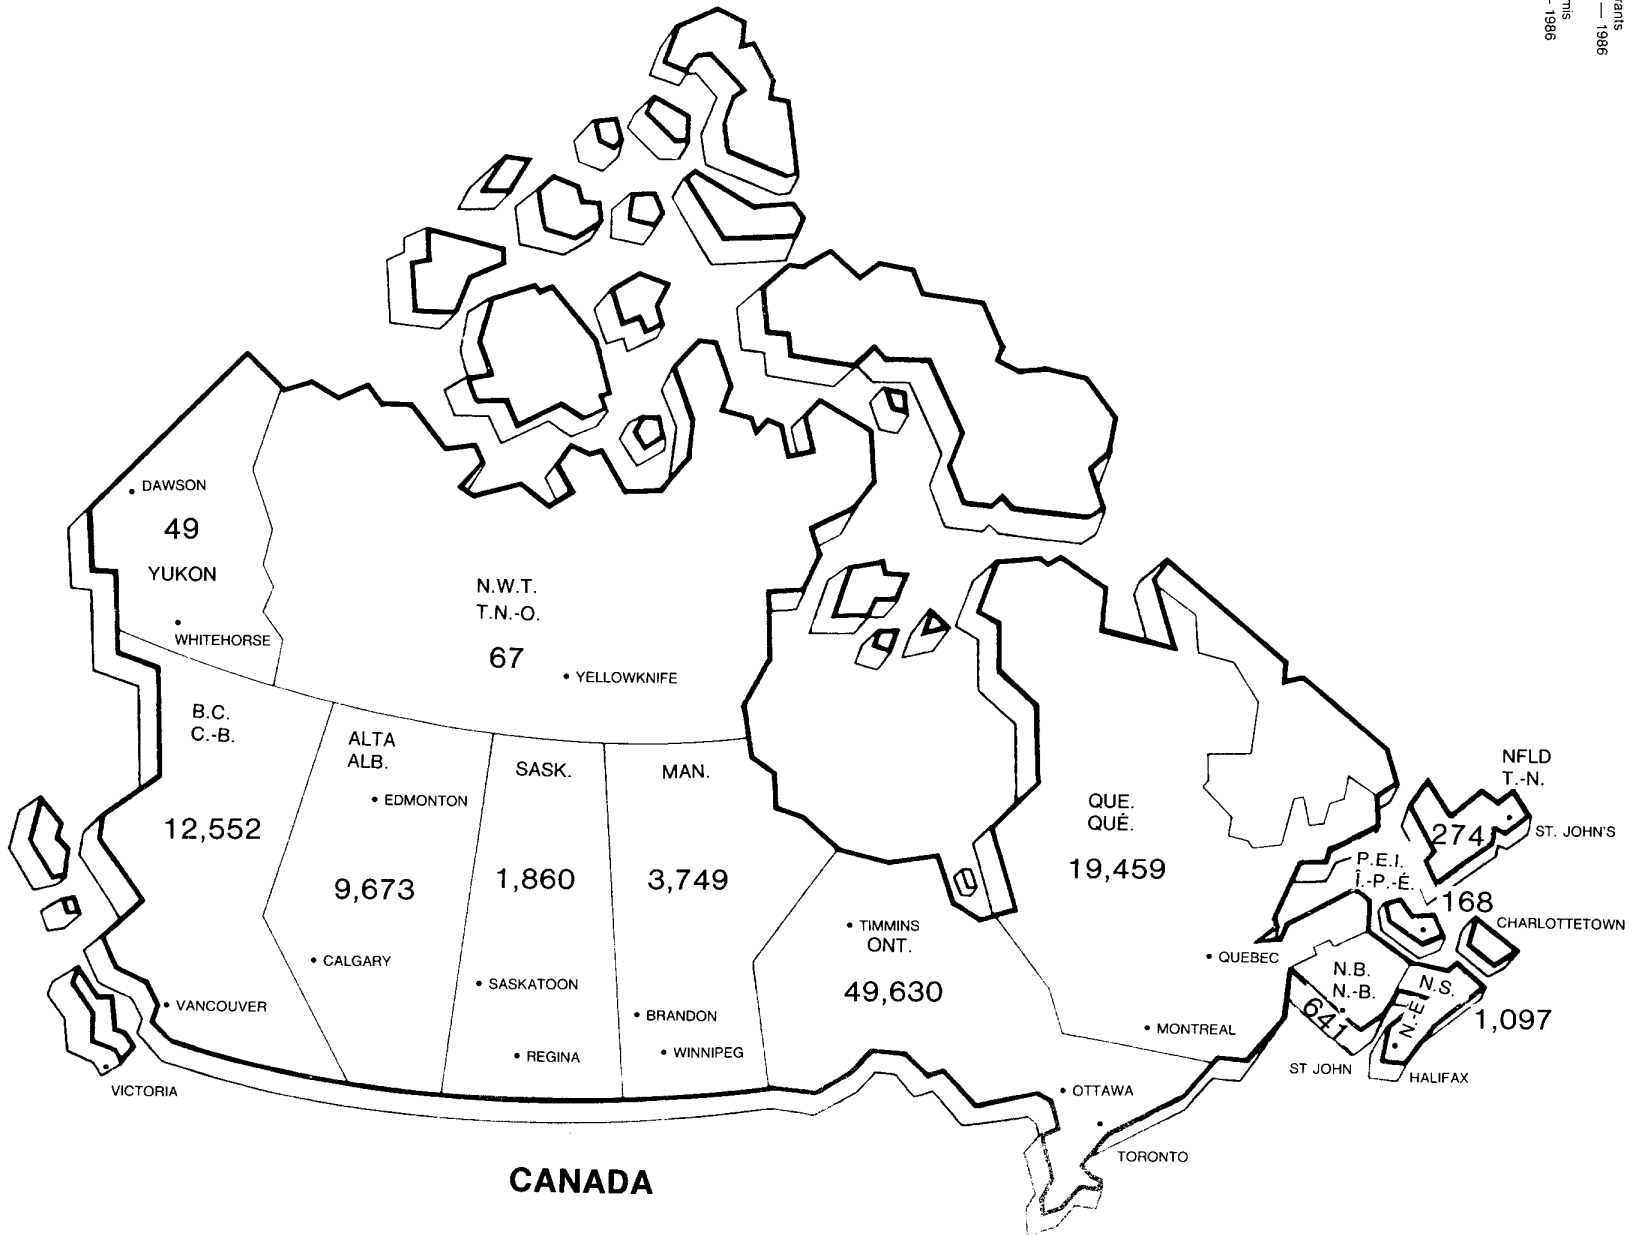 — 1986
- 1986
DAWSON
49
YUKON
WHITEHORSE
N.W.T.
T.N.-O.
67
YELLOWKNIFE
B.C.
C.-B.
12,552
ALTA
ALB.
EDMONTON
9,673
CALGARY
SASK.
1,860
SASKATOON
REGINA
MAN.
3,749
BRANDON
WINNIPEG
VANCOUVER
VICTORIA
TIMMINS
ONT.
49,630
OTTAWA
TORONTO
QUE.
QUÉ.
19,459
QUEBEC
MONTREAL
NFLD
T.-N.
274
ST. JOHN'S
P.E.I.
Î.-P.-É.
168
CHARLOTTETOWN
N.B.
N.-B.
641
ST JOHN
N.S.
N.-É
1,097
HALIFAX
CANADA